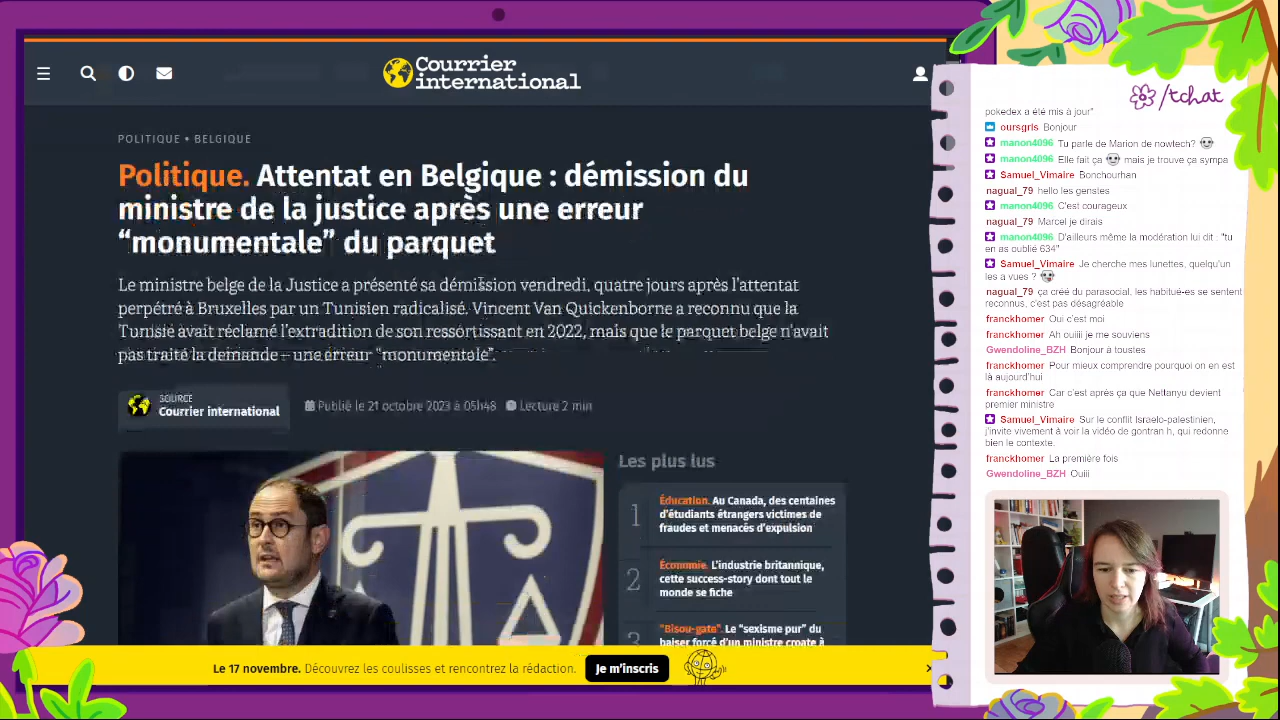 Courrier
international
POLITIQUE • BELGIQUE
Politique. Attentat en Belgique : démission du
ministre de la justice après une erreur
“monumentale” du parquet
Le ministre belge de la Justice a présenté sa démission vendredi, quatre jours après l’attentat
perpétré à Bruxelles par un Tunisien radicalisé. Vincent Van Quickenborne a reconnu que la
Tunisie avait réclamé l’extradition de son ressortissant en 2022, mais que le parquet belge n’avait
pas traité la demande – une erreur “monumentale”.
SOURCE
Courrier international
Publié le 21 octobre 2023 à 05h48
Lecture 2 min
Les plus lus
1
Éducation. Au Canada, des centaines
d’étudiants étrangers victimes de
fraudes et menacés d’expulsion
2
Économie. L’industrie britannique,
cette success-story dont tout le
monde se fiche
3
“Bisou-gate”. Le “sexisme pur” du
baiser forcé d’un ministre croate à
Le 17 novembre. Découvrez les coulisses et rencontrez la rédaction.
Je m’inscris
/tchat
pokedex a été mis à jour"
oursgris Bonjour
manon4096 Tu parle de Marion de nowtech?
manon4096 Elle fait ça mais je trouve ça sympa
Samuel_Vimaire Bonchourhan
nagual_79 hello les genstes
manon4096 C'est courageux
nagual_79 Marcel je dirais
manon4096 D'ailleurs même la modération lui dit : "tu
en as oublié 634"
Samuel_Vimaire Je cherche mes lunettes, quelqu'un
les a vues ?
nagual_79 ça créé du parasocial, les habitué-es se sentent
reconnus, c'est pas désagréable
franckhomer Oui c'est moi
franckhomer Ah ouiii je me souviens
Gwendoline_BZH Bonjour à toustes
franckhomer Pour mieux comprendre pourquoi on en est
là aujourd'hui
franckhomer Car c'est après ça que Nettanyu devient
premier ministre
Samuel_Vimaire Sur le conflit Israelo-palestinien,
j'invite vivement à voir la vidéo de gontran h, qui redonne
bien le contexte.
franckhomer La première fois
Gwendoline_BZH Ouiii